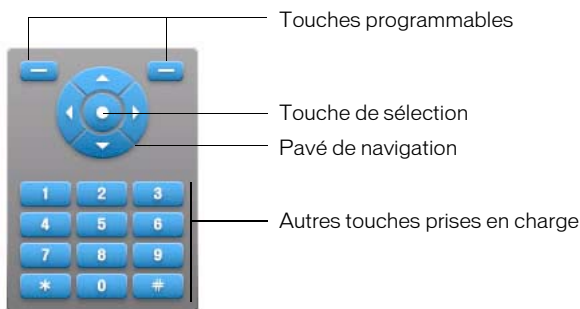 Touches programmables
Touche de sélection
Pavé de navigation
1 2 3
Autres touches prises en charge
4 5 6
7 8 9
* 0 #